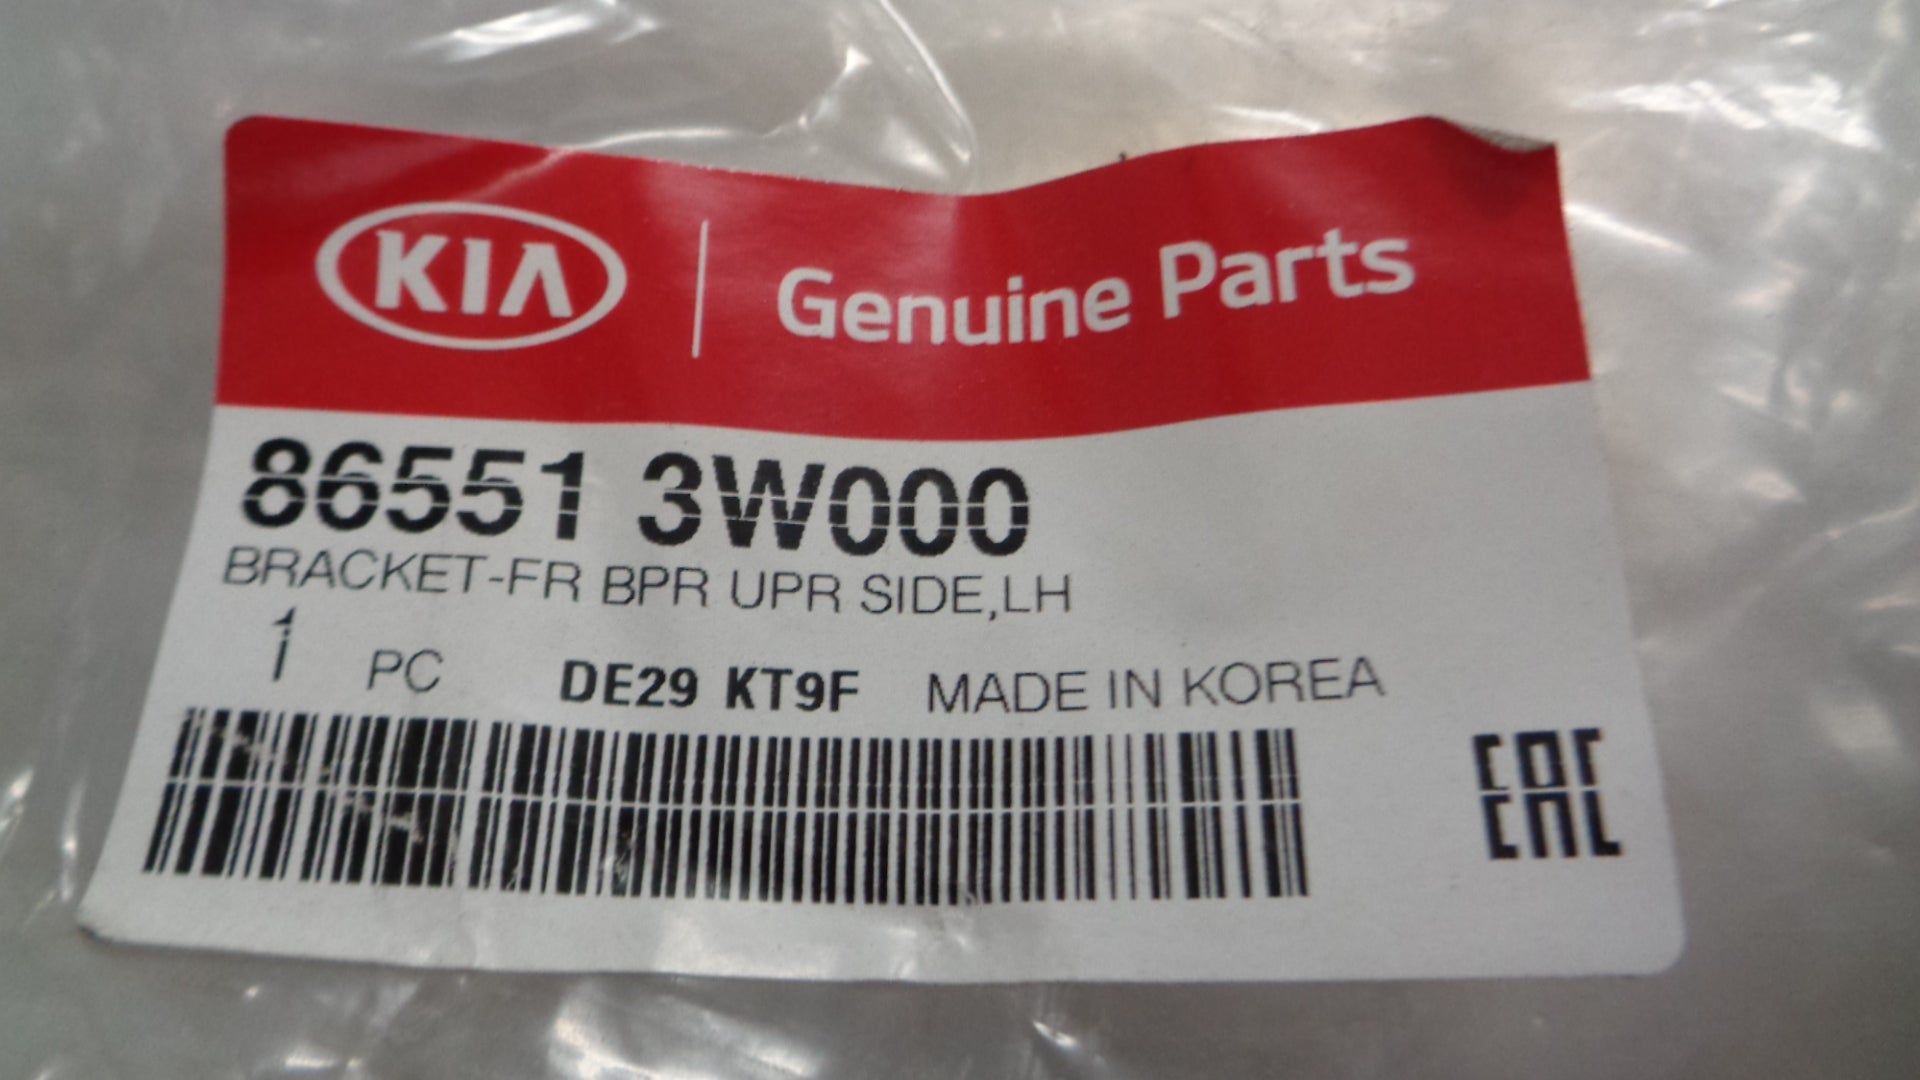 KIA Genuine Parts
86551 3W000
BRACKET-FR BPR UPR SIDE,LH
1 PC DE29 KT9F MADE IN KOREA
EAC